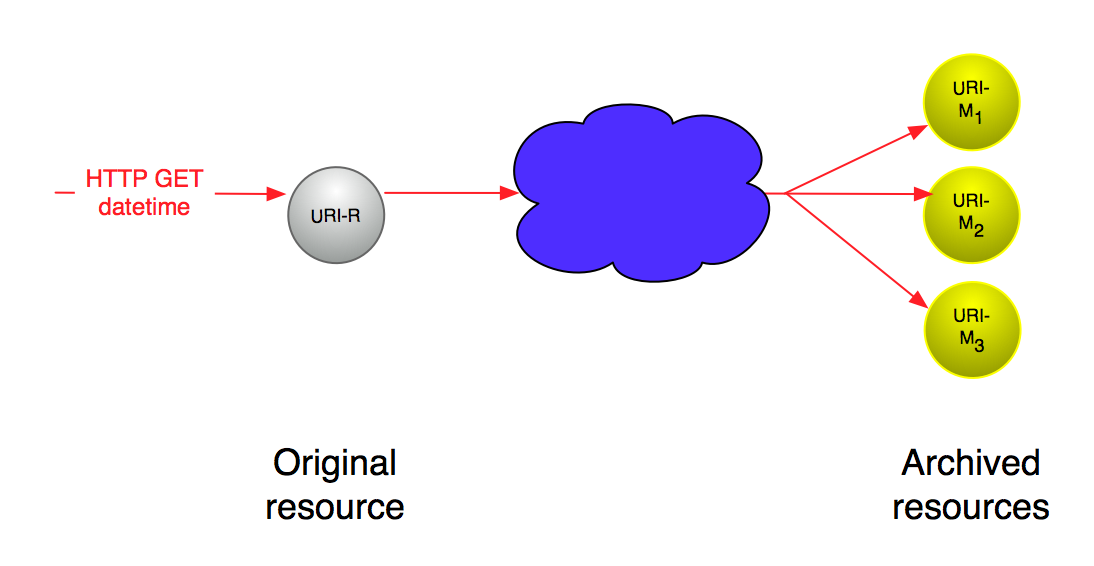 HTTP GET
datetime
URI-R
URI-
M1
URI-
M2
URI-
M3
Original
resource
Archived
resources